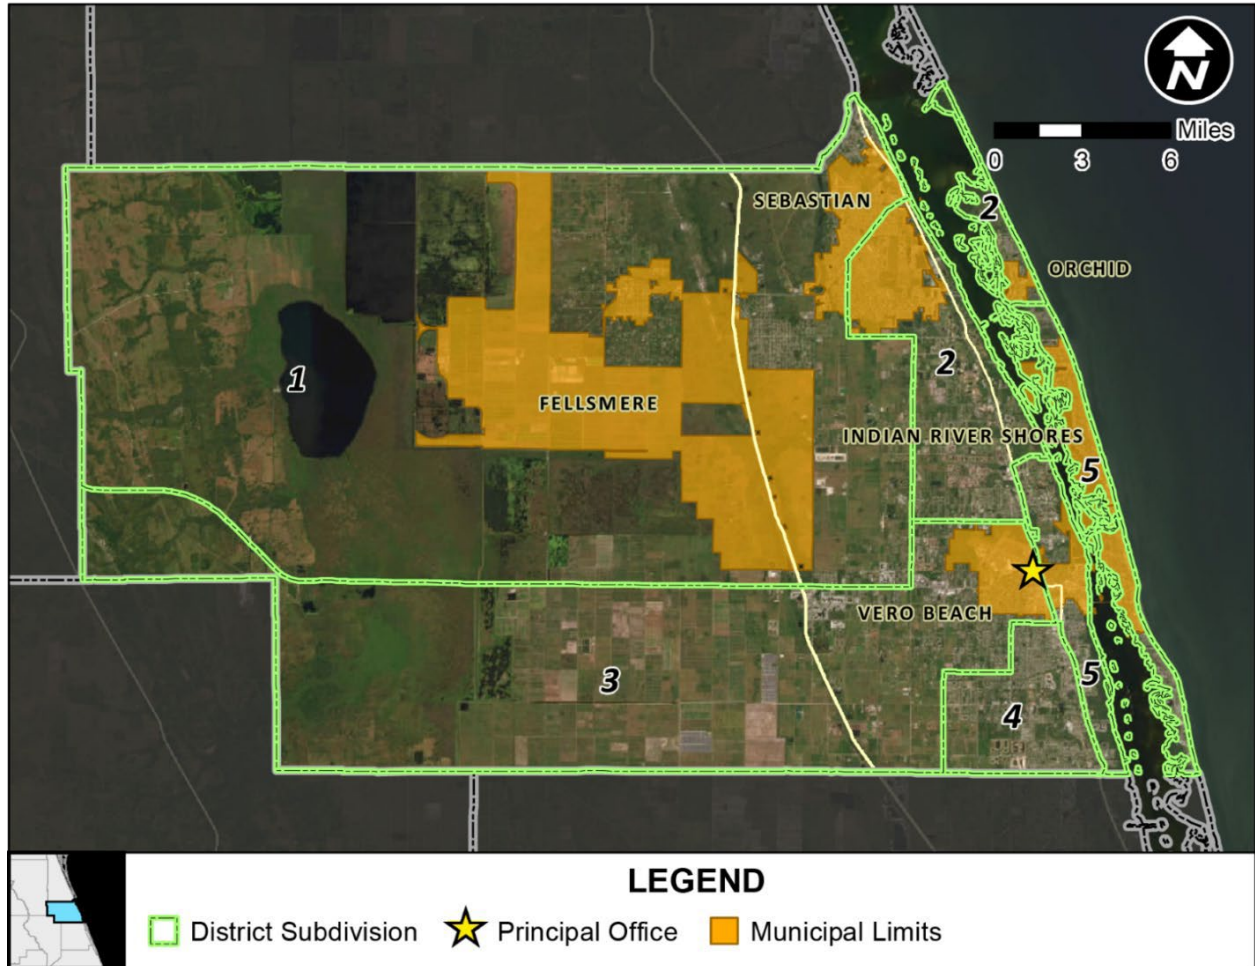 N
Miles
0 3 6
SEBASTIAN
2
ORCHID
1
2
FELLSMERE
INDIAN RIVER SHORES
5
VERO BEACH
3
5
4
LEGEND
District Subdivision Principal Office Municipal Limits